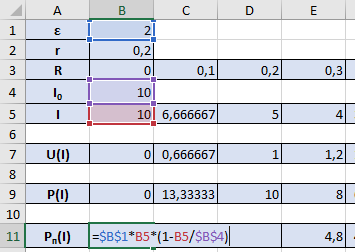 A B C D E
1 ε 2
2 r 0,2
3 R 0 0,1 0,2 0,3
4 I₀ 10
5 I 10 6,666667 5 4
6
7 U(I) 0 0,666667 1 1,2
8
9 P(I) 0 13,33333 10 8
10
11 Pₙ(I) =$B$1*B5*(1-B5/$B$4) 4,8